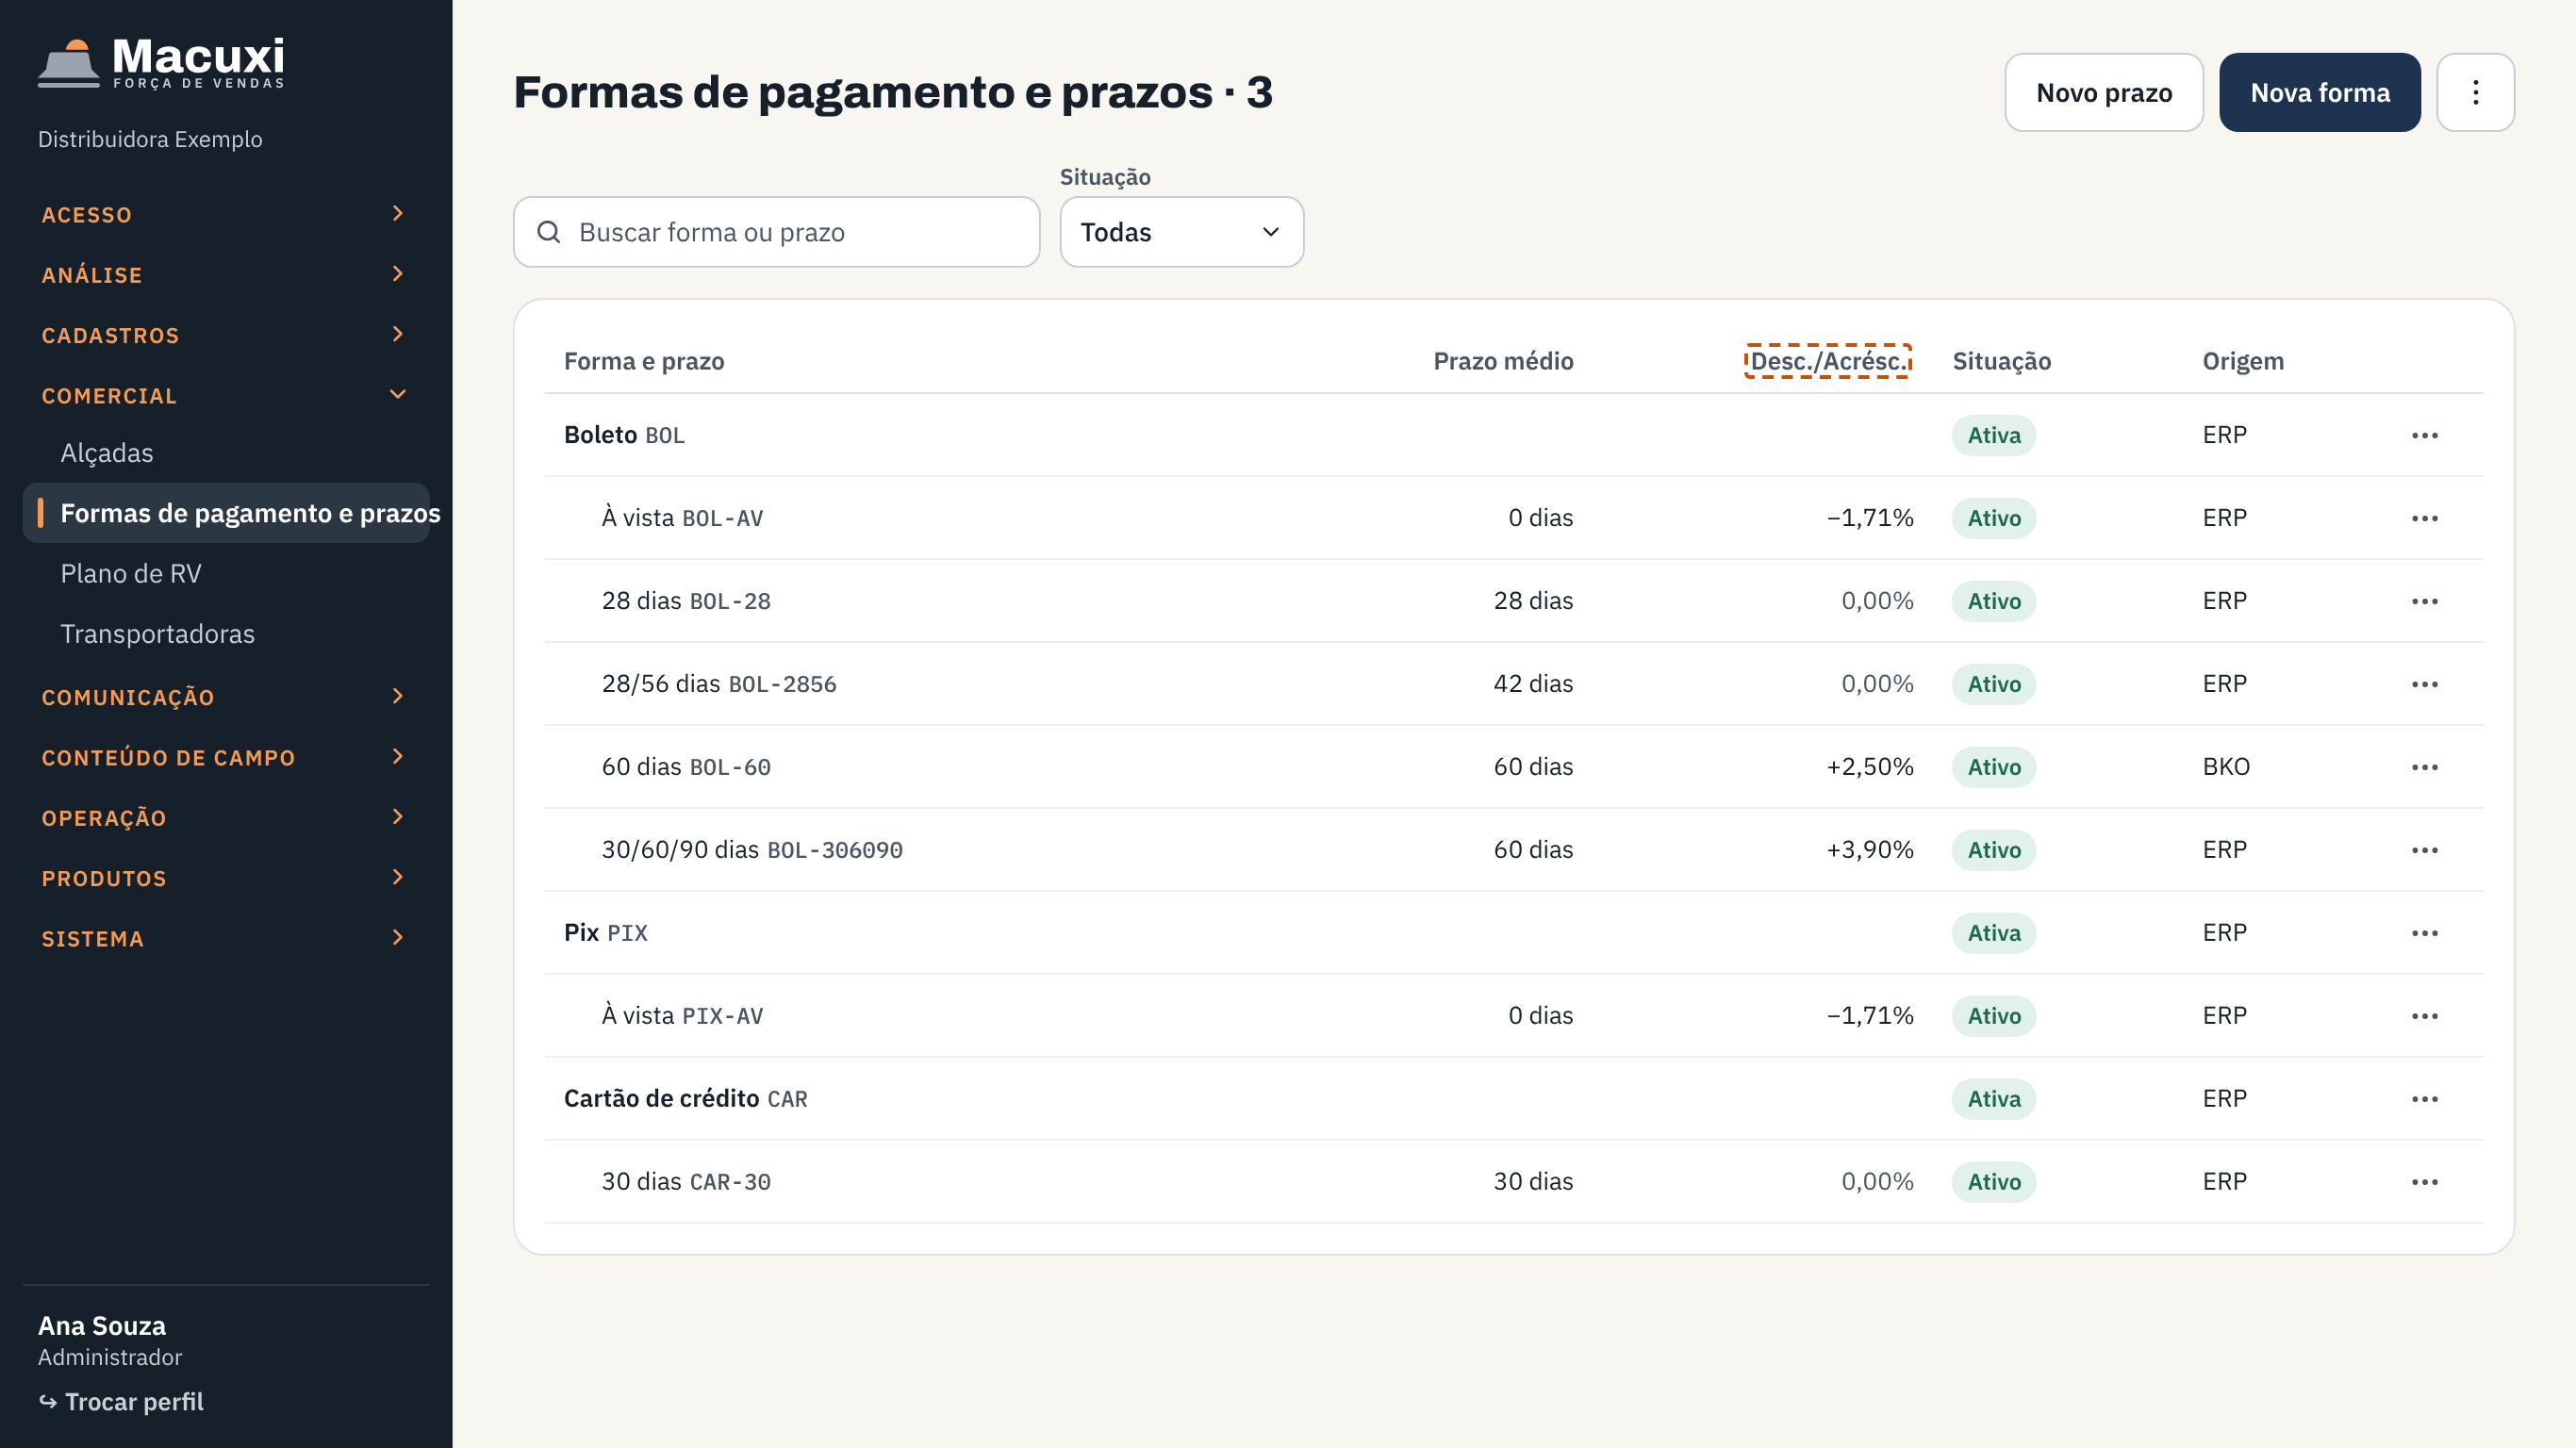 Macuxi
FORÇA DE VENDAS
Distribuidora Exemplo
ACESSO
ANÁLISE
CADASTROS
COMERCIAL
Alçadas
Formas de pagamento e prazos
Plano de RV
Transportadoras
COMUNICAÇÃO
CONTEÚDO DE CAMPO
OPERAÇÃO
PRODUTOS
SISTEMA
Ana Souza
Administrador
↪ Trocar perfil
Formas de pagamento e prazos · 3
Novo prazo
Nova forma
Situação
Buscar forma ou prazo
Todas
Forma e prazo Prazo médio Desc./Acrésc. Situação Origem
Boleto BOL Ativa ERP
À vista BOL-AV 0 dias −1,71% Ativo ERP
28 dias BOL-28 28 dias 0,00% Ativo ERP
28/56 dias BOL-2856 42 dias 0,00% Ativo ERP
60 dias BOL-60 60 dias +2,50% Ativo BKO
30/60/90 dias BOL-306090 60 dias +3,90% Ativo ERP
Pix PIX Ativa ERP
À vista PIX-AV 0 dias −1,71% Ativo ERP
Cartão de crédito CAR Ativa ERP
30 dias CAR-30 30 dias 0,00% Ativo ERP